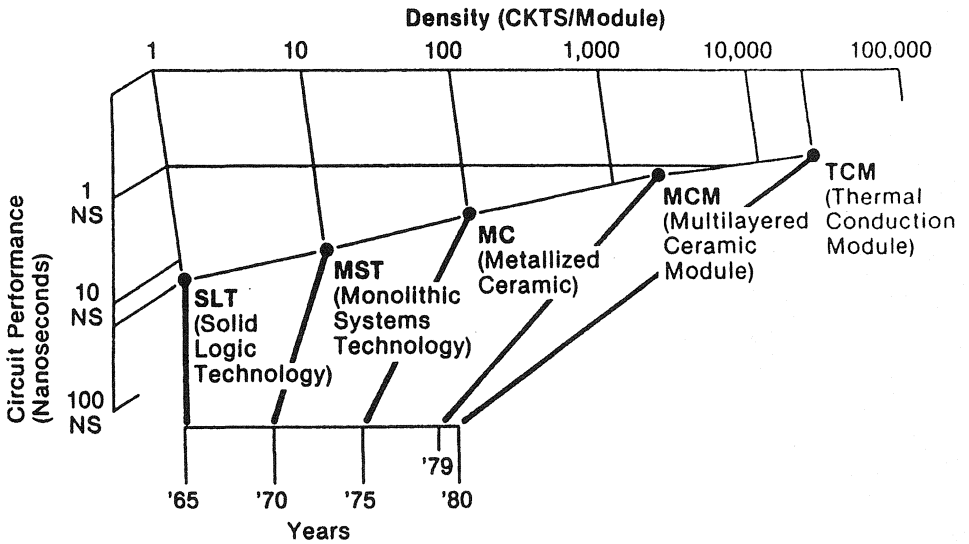 Density (CKTS/Module)
1 10 100 1,000 10,000 100,000
Circuit Performance
(Nanoseconds)
1
NS
10
NS
100
NS
SLT
(Solid
Logic
Technology)
MST
(Monolithic
Systems
Technology)
MC
(Metallized
Ceramic)
MCM
(Multilayered
Ceramic
Module)
TCM
(Thermal
Conduction
Module)
'65 '70 '75 '79 '80
Years